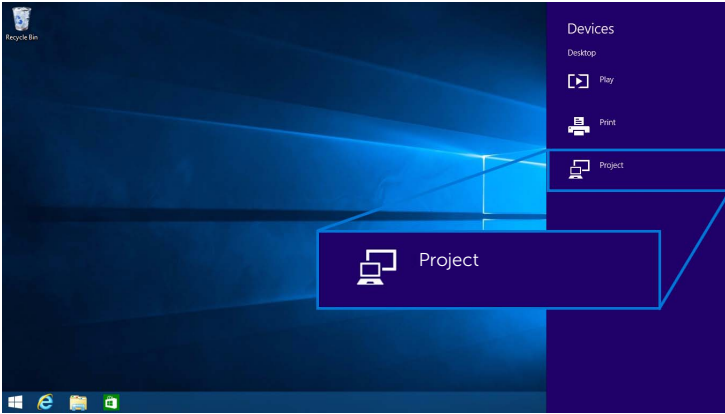 Recycle Bin
Devices
Desktop
Play
Print
Project
Project